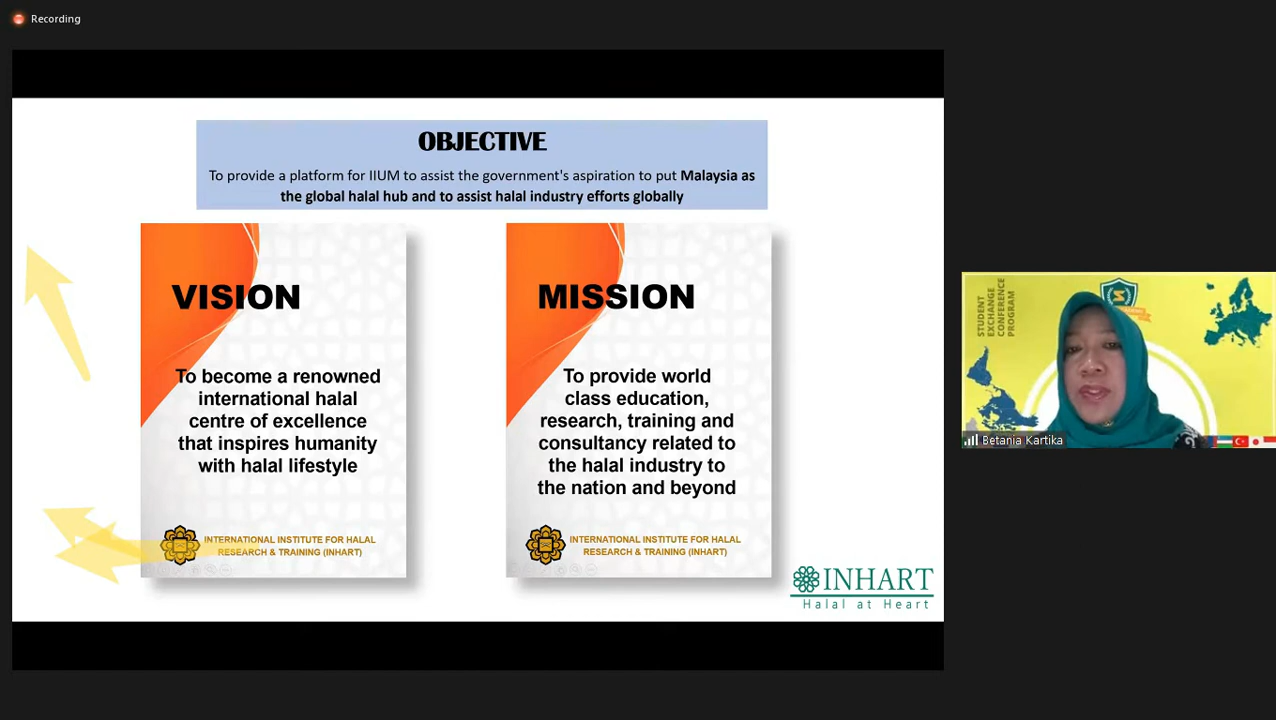 Recording
OBJECTIVE
To provide a platform for IIUM to assist the government's aspiration to put Malaysia as
the global halal hub and to assist halal industry efforts globally
VISION
To become a renowned
international halal
centre of excellence
that inspires humanity
with halal lifestyle
INTERNATIONAL INSTITUTE FOR HALAL
RESEARCH & TRAINING (INHART)
MISSION
To provide world
class education,
research, training and
consultancy related to
the halal industry to
the nation and beyond
INTERNATIONAL INSTITUTE FOR HALAL
RESEARCH & TRAINING (INHART)
INHART
Halal at Heart
STUDENT
EXCHANGE
CONFERENCE
PROGRAM
Betania Kartika